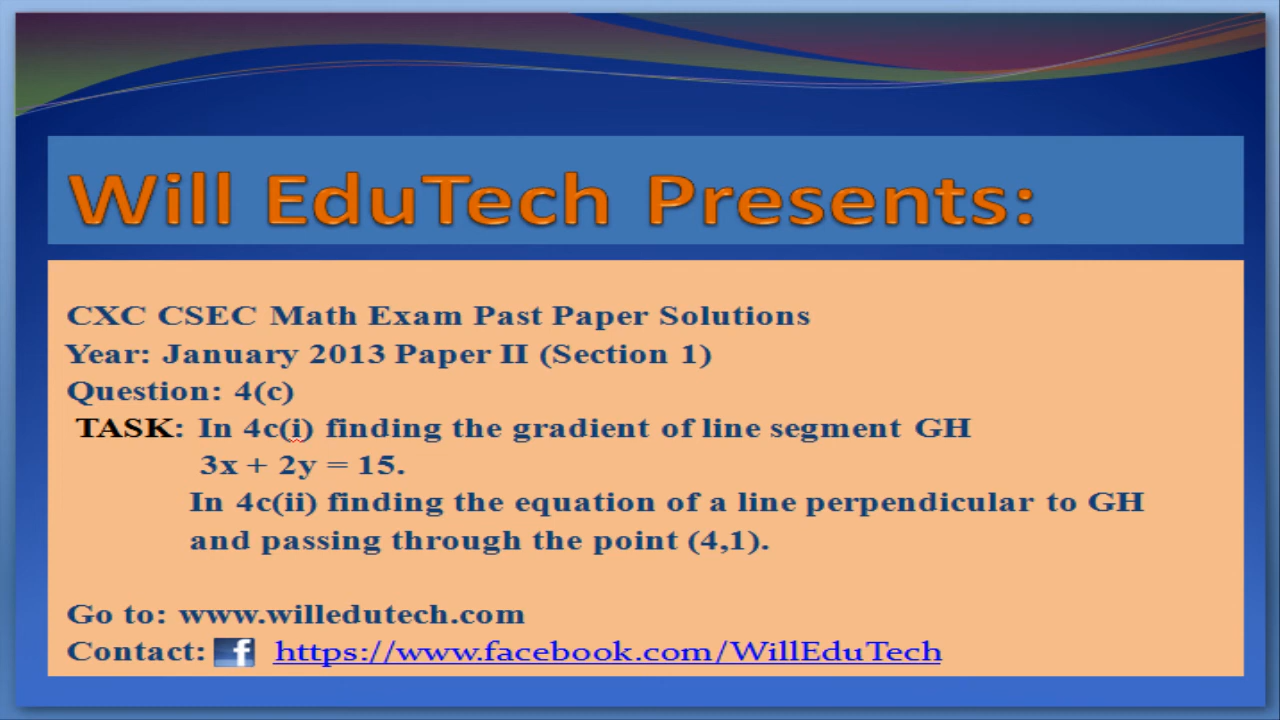 Will EduTech Presents:
CXC CSEC Math Exam Past Paper Solutions
Year: January 2013 Paper II (Section 1)
Question: 4(c)
TASK: In 4c(i) finding the gradient of line segment GH
3x + 2y = 15.
In 4c(ii) finding the equation of a line perpendicular to GH
and passing through the point (4,1).
Go to: www.willedutech.com
Contact: f https://www.facebook.com/WillEduTech